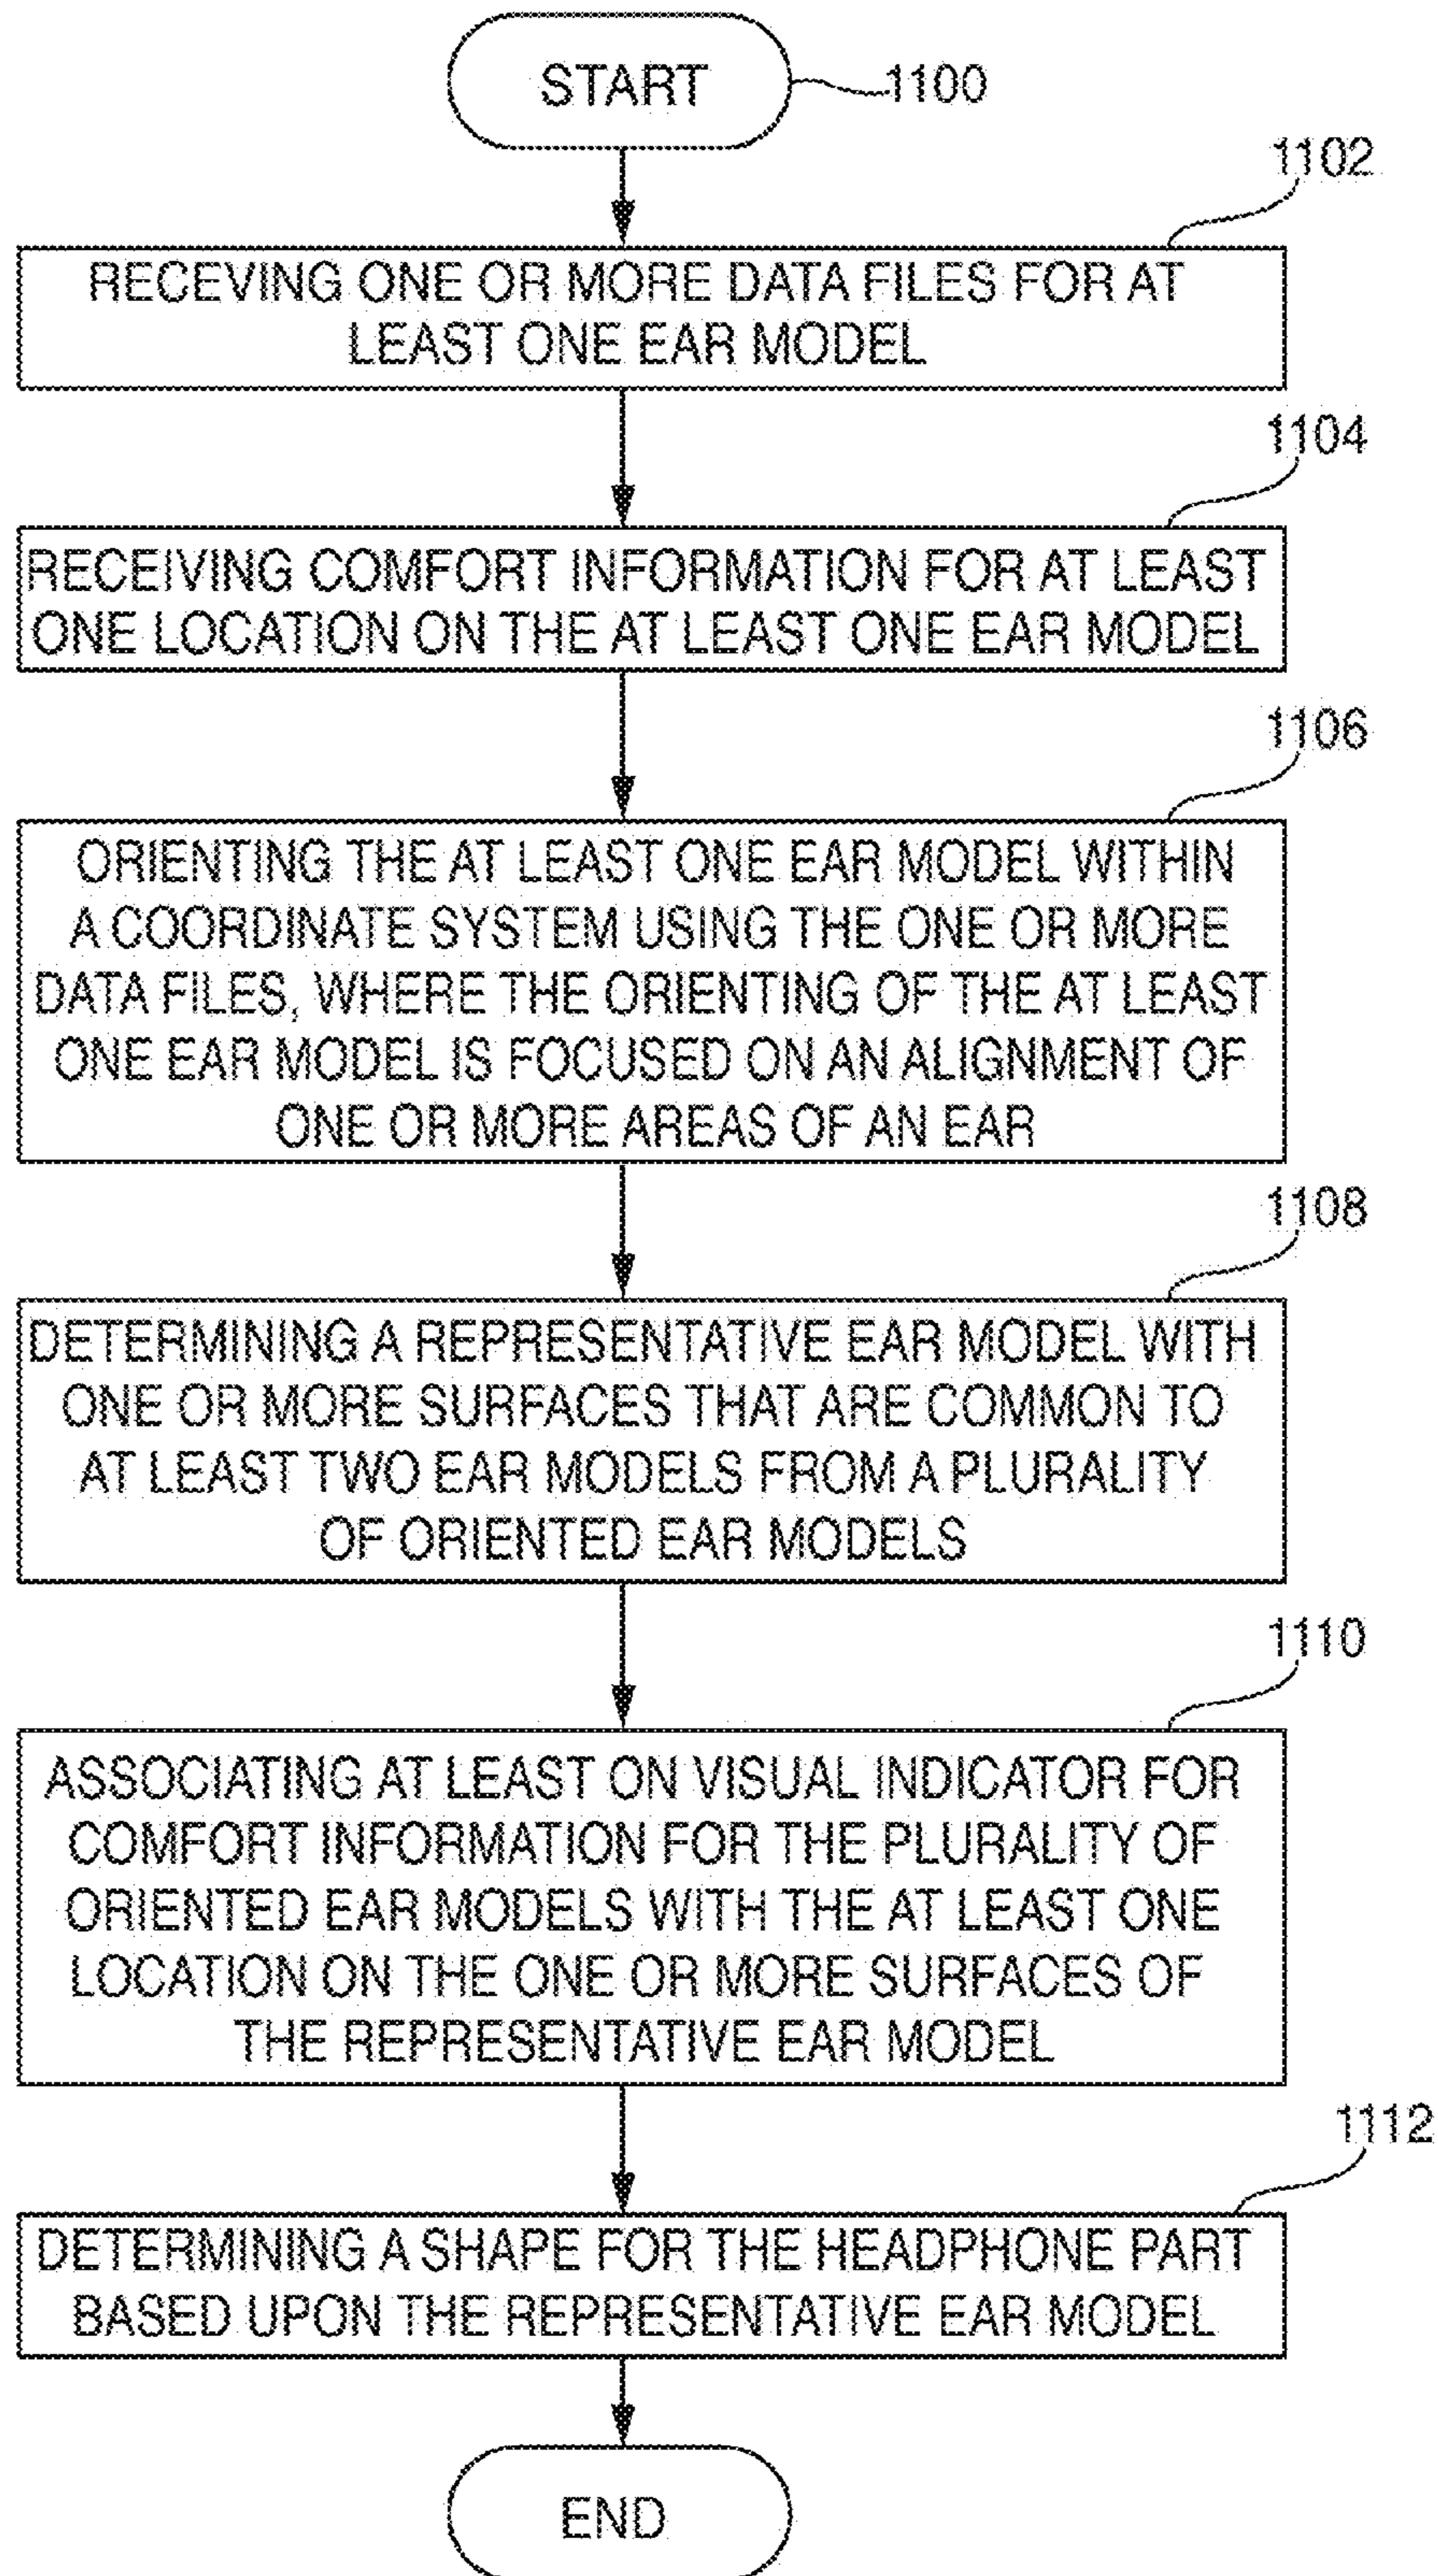 START
1100
1102
RECEVING ONE OR MORE DATA FILES FOR AT
LEAST ONE EAR MODEL
1104
RECEIVING COMFORT INFORMATION FOR AT LEAST
ONE LOCATION ON THE AT LEAST ONE EAR MODEL
1106
ORIENTING THE AT LEAST ONE EAR MODEL WITHIN
A COORDINATE SYSTEM USING THE ONE OR MORE
DATA FILES, WHERE THE ORIENTING OF THE AT LEAST
ONE EAR MODEL IS FOCUSED ON AN ALIGNMENT OF
ONE OR MORE AREAS OF AN EAR
1108
DETERMINING A REPRESENTATIVE EAR MODEL WITH
ONE OR MORE SURFACES THAT ARE COMMON TO
AT LEAST TWO EAR MODELS FROM A PLURALITY
OF ORIENTED EAR MODELS
1110
ASSOCIATING AT LEAST ON VISUAL INDICATOR FOR
COMFORT INFORMATION FOR THE PLURALITY OF
ORIENTED EAR MODELS WITH THE AT LEAST ONE
LOCATION ON THE ONE OR MORE SURFACES OF
THE REPRESENTATIVE EAR MODEL
1112
DETERMINING A SHAPE FOR THE HEADPHONE PART
BASED UPON THE REPRESENTATIVE EAR MODEL
END